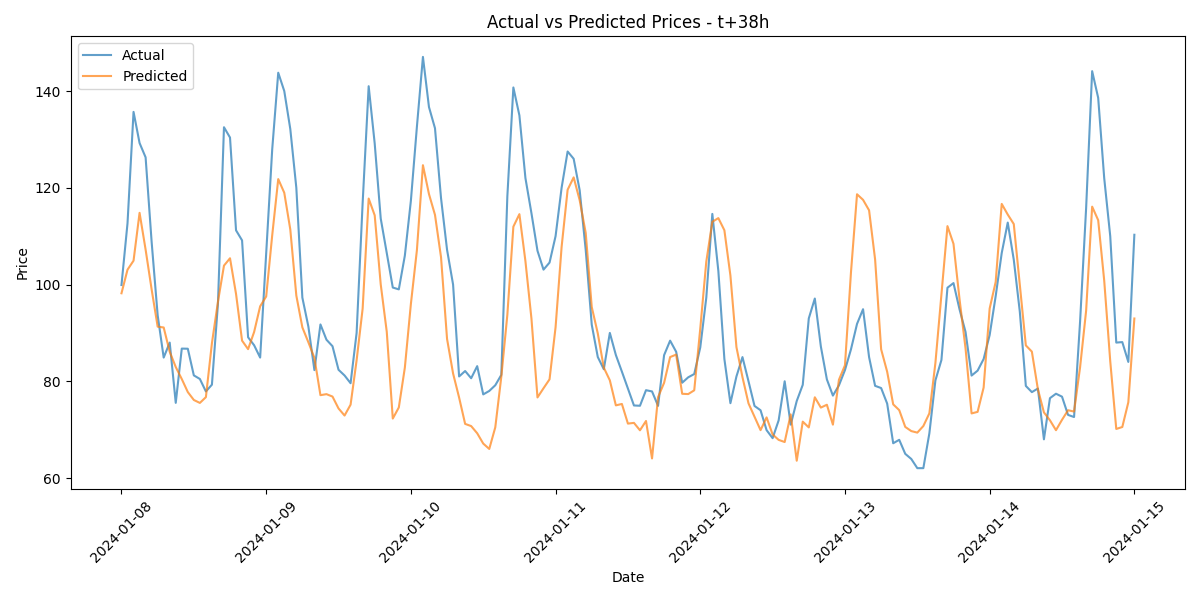 Actual vs Predicted Prices - t+38h
Actual
Predicted
Price
140
120
100
80
60
2024-01-08
2024-01-09
2024-01-10
2024-01-11
2024-01-12
2024-01-13
2024-01-14
2024-01-15
Date